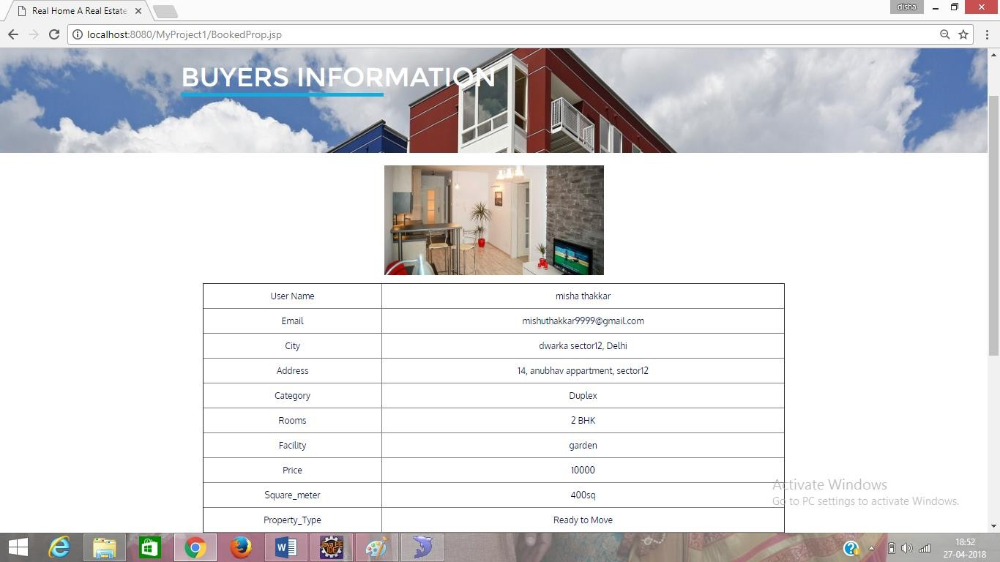 Real Home A Real Estate
disha
localhost:8080/MyProject1/BookedProp.jsp
BUYERS INFORMATION
User Name misha thakkar
Email mishuthakkar9999@gmail.com
City dwarka sector12, Delhi
Address 14, anubhav appartment, sector12
Category Duplex
Rooms 2 BHK
Facility garden
Price 10000
Square_meter 400sq
Property_Type Ready to Move
Activate Windows
Go to PC settings to activate Windows.
Java EE
IDE
18:52
27-04-2018